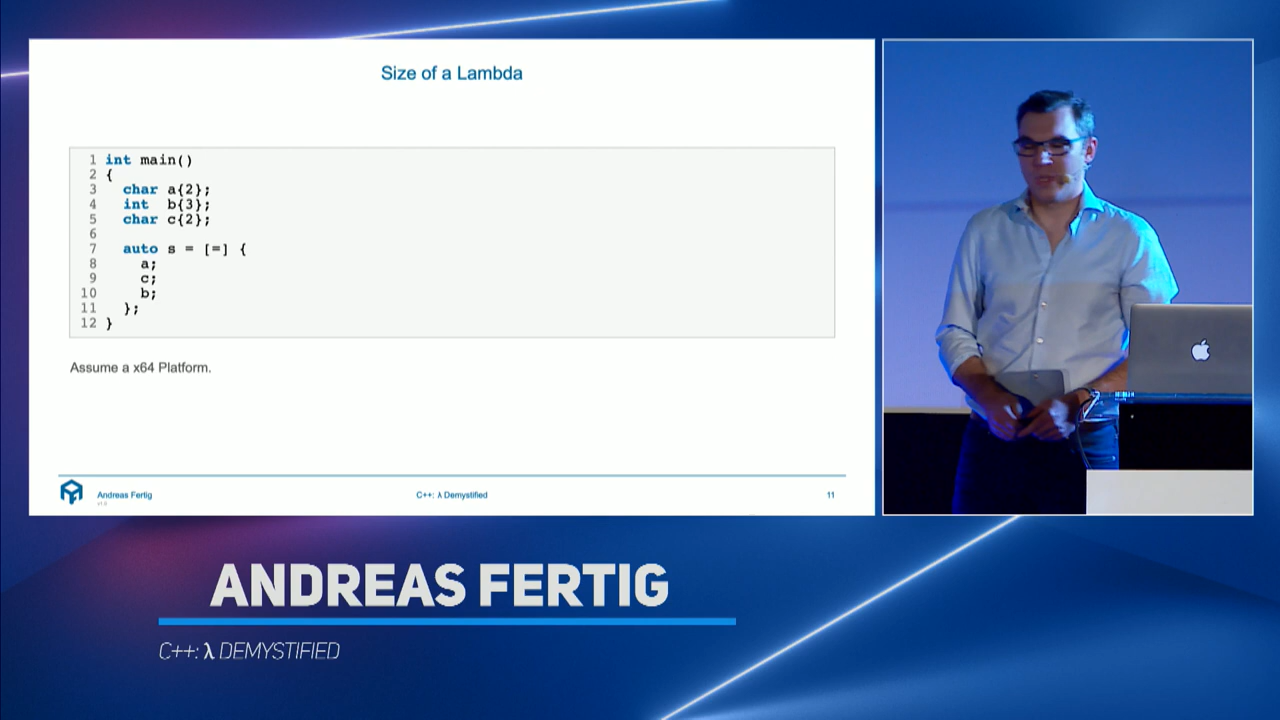 Size of a Lambda
1 int main()
2 {
3 char a{2};
4 int b{3};
5 char c{2};
6
7 auto s = [=] {
8 a;
9 c;
10 b;
11 };
12 }
Assume a x64 Platform.
Andreas Fertig
C++: λ Demystified
11
ANDREAS FERTIG
C++: λ DEMYSTIFIED